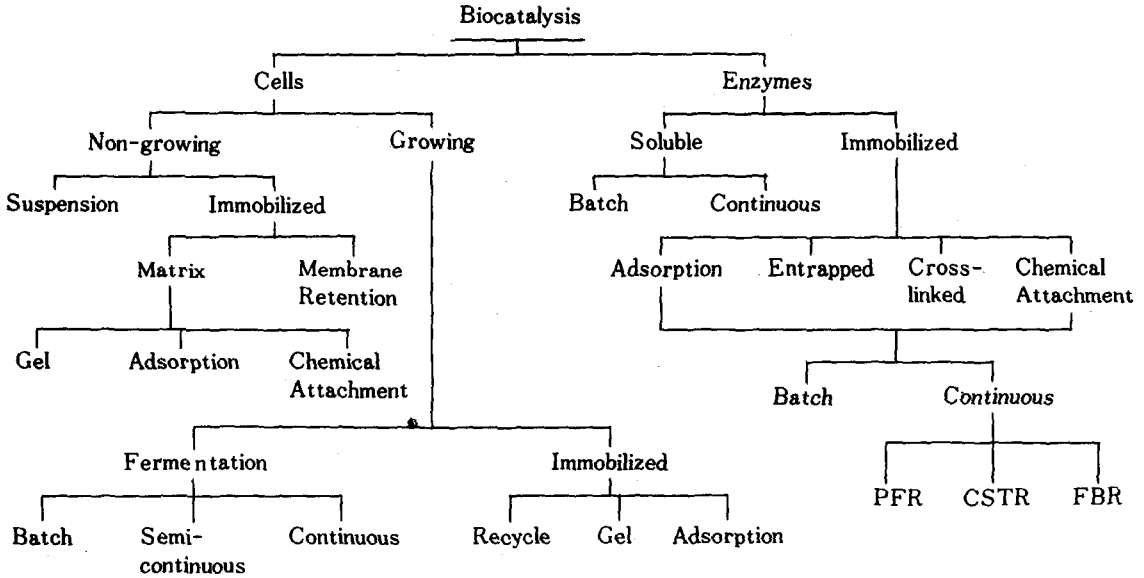 Biocatalysis
Cells
Enzymes
Non-growing
Growing
Soluble
Immobilized
Suspension
Immobilized
Batch
Continuous
Matrix
Membrane
Retention
Adsorption
Entrapped
Cross-
linked
Chemical
Attachment
Gel
Adsorption
Chemical
Attachment
Batch
Continuous
Fermentation
Immobilized
PFR
CSTR
FBR
Batch
Semi-
continuous
Continuous
Recycle
Gel
Adsorption